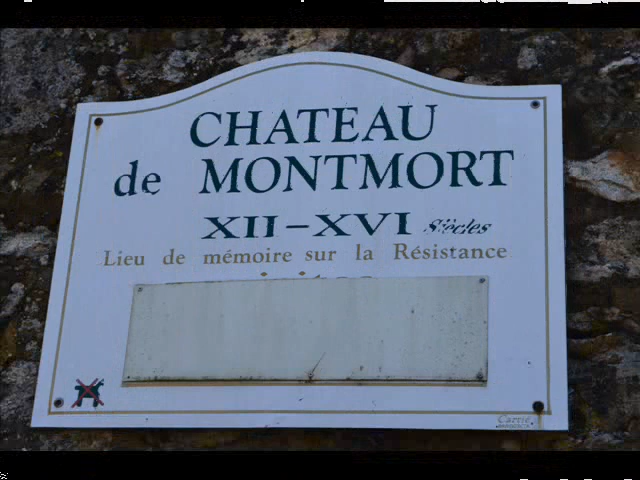 CHATEAU
de MONTMORT
XII-XVI Siècles
Lieu de mémoire sur la Résistance